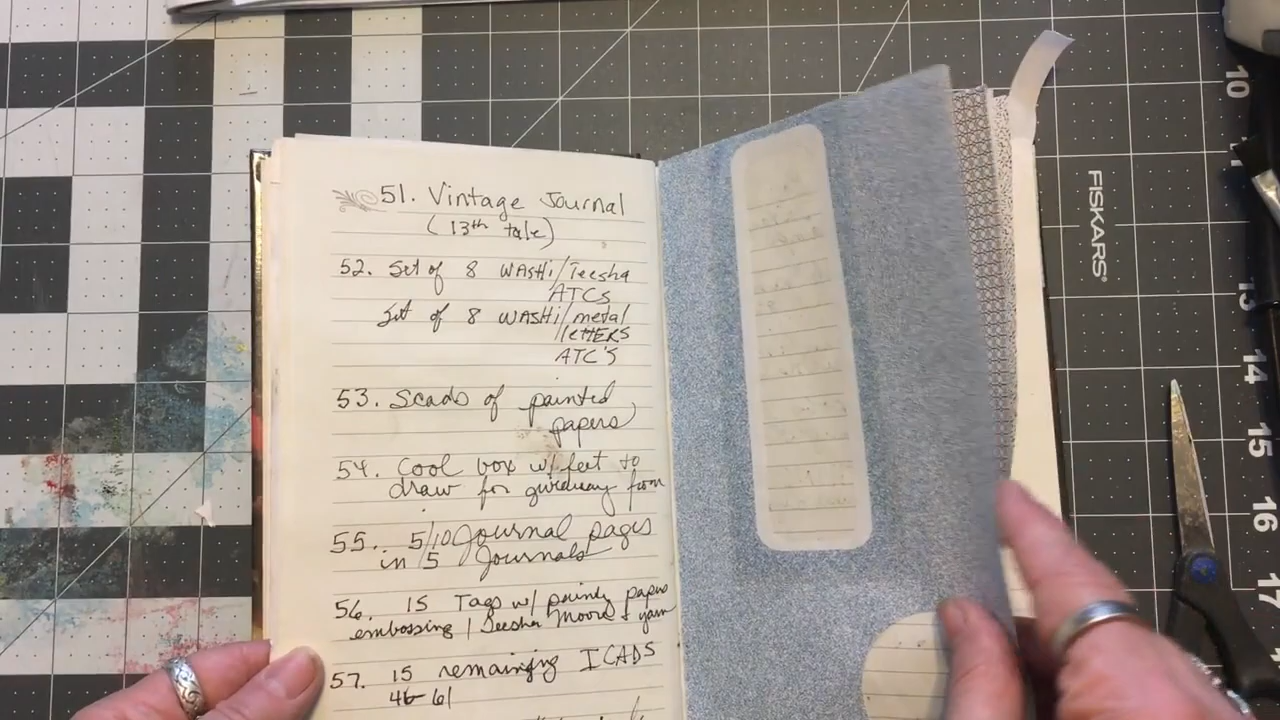 51. Vintage Journal
(13th tale)
52. Set of 8 WASHi/Teesha
ATCs
Set of 8 WASHi/metal
lettERS
ATC'S
53. Scads of painted
papers
54. Cool box w/ feet to
draw for giveaway from
55. 5/10 Journal pages
in 5 Journals
56. 15 Tags w/ papers
embossing / Teesha Moore + yarn
57. 15 remaining ICADS
46-61
FISKARS
10
13
14
15
16
17